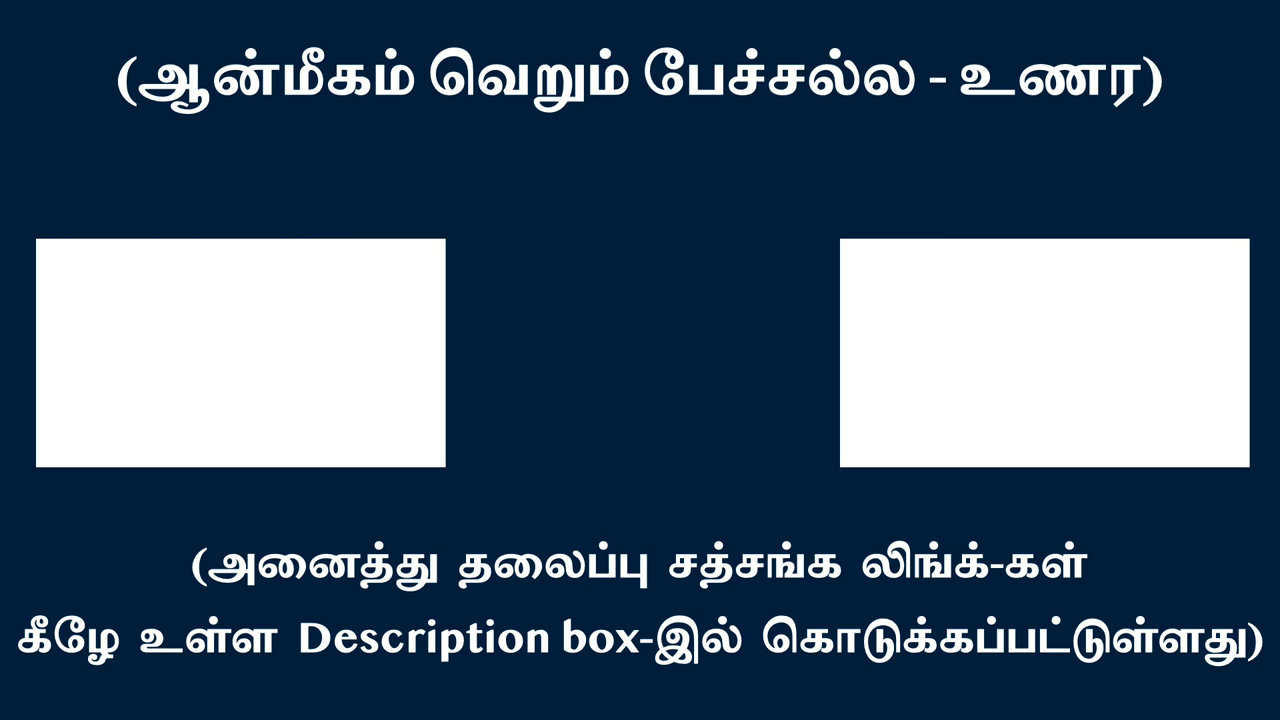 (ஆன்மீகம் வெறும் பேச்சல்ல - உணர)
(அனைத்து தலைப்பு சத்சங்க லிங்க்-கள்
கீழே உள்ள Description box-இல் கொடுக்கப்பட்டுள்ளது)